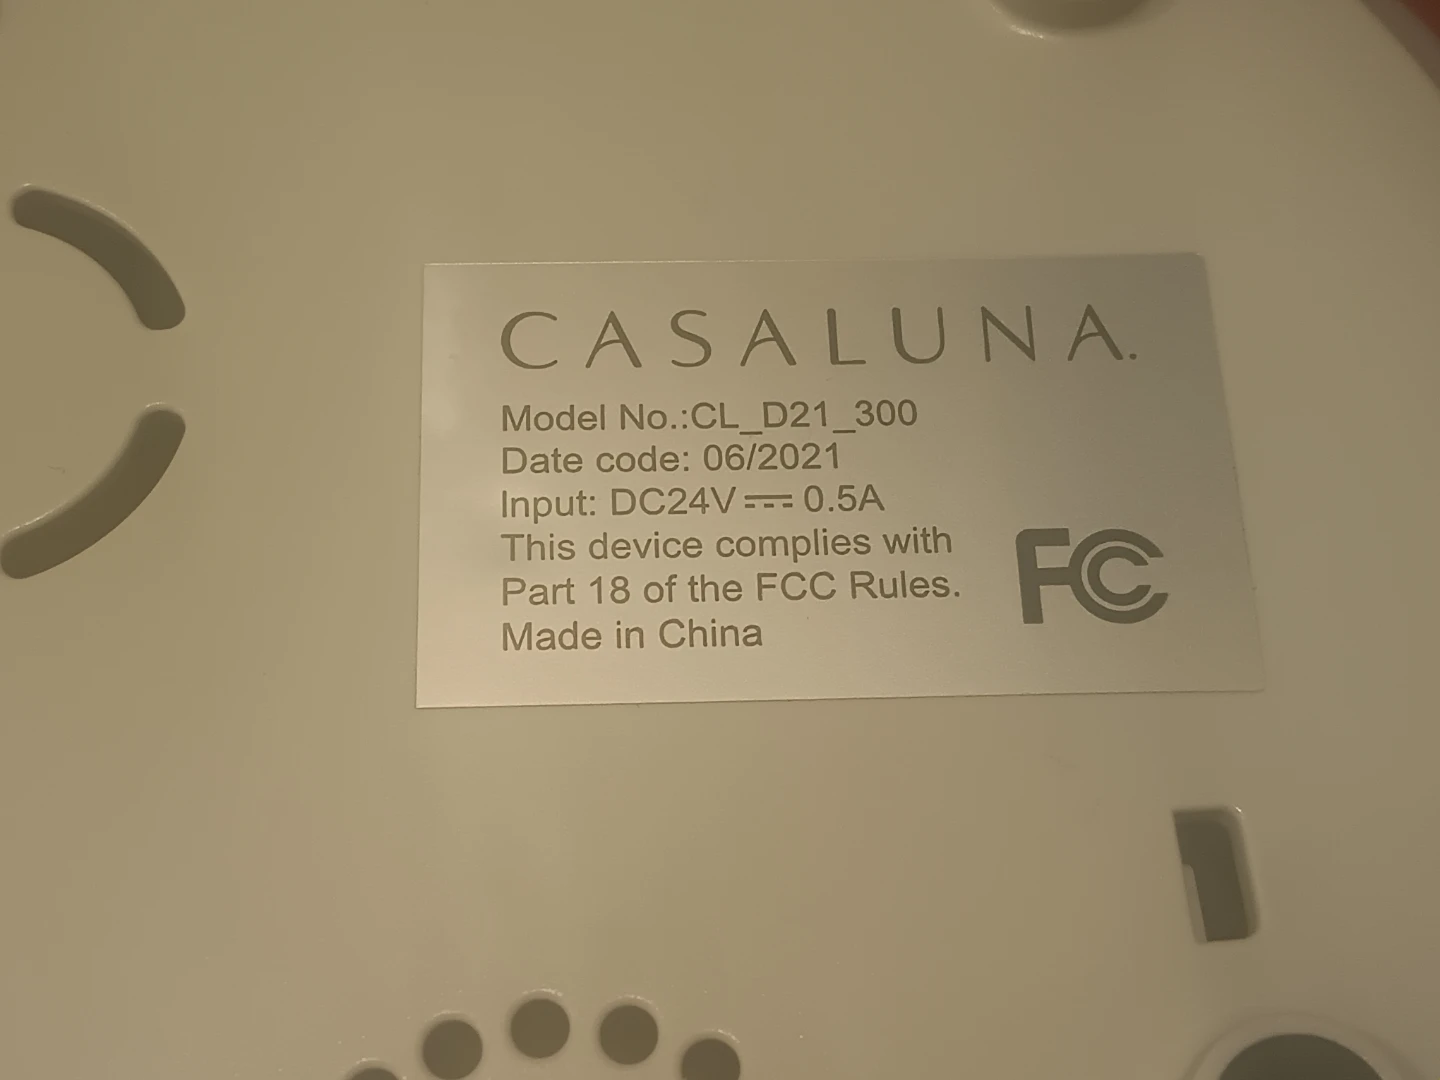 CASALUNA.
Model No.:CL_D21_300
Date code: 06/2021
Input: DC24V⎓0.5A
This device complies with
Part 18 of the FCC Rules.
Made in China
FC